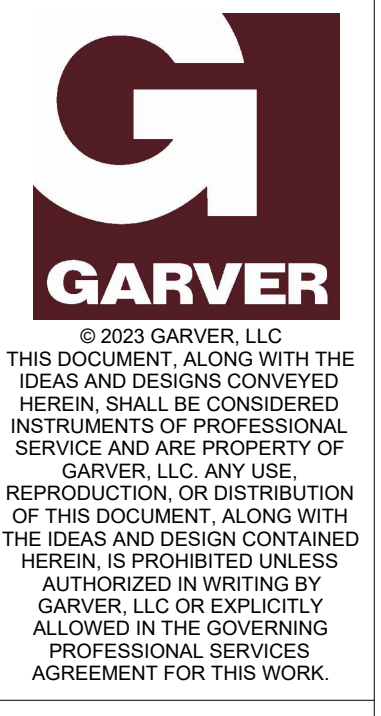 GARVER
© 2023 GARVER, LLC
THIS DOCUMENT, ALONG WITH THE
IDEAS AND DESIGNS CONVEYED
HEREIN, SHALL BE CONSIDERED
INSTRUMENTS OF PROFESSIONAL
SERVICE AND ARE PROPERTY OF
GARVER, LLC. ANY USE,
REPRODUCTION, OR DISTRIBUTION
OF THIS DOCUMENT, ALONG WITH
THE IDEAS AND DESIGN CONTAINED
HEREIN, IS PROHIBITED UNLESS
AUTHORIZED IN WRITING BY
GARVER, LLC OR EXPLICITLY
ALLOWED IN THE GOVERNING
PROFESSIONAL SERVICES
AGREEMENT FOR THIS WORK.